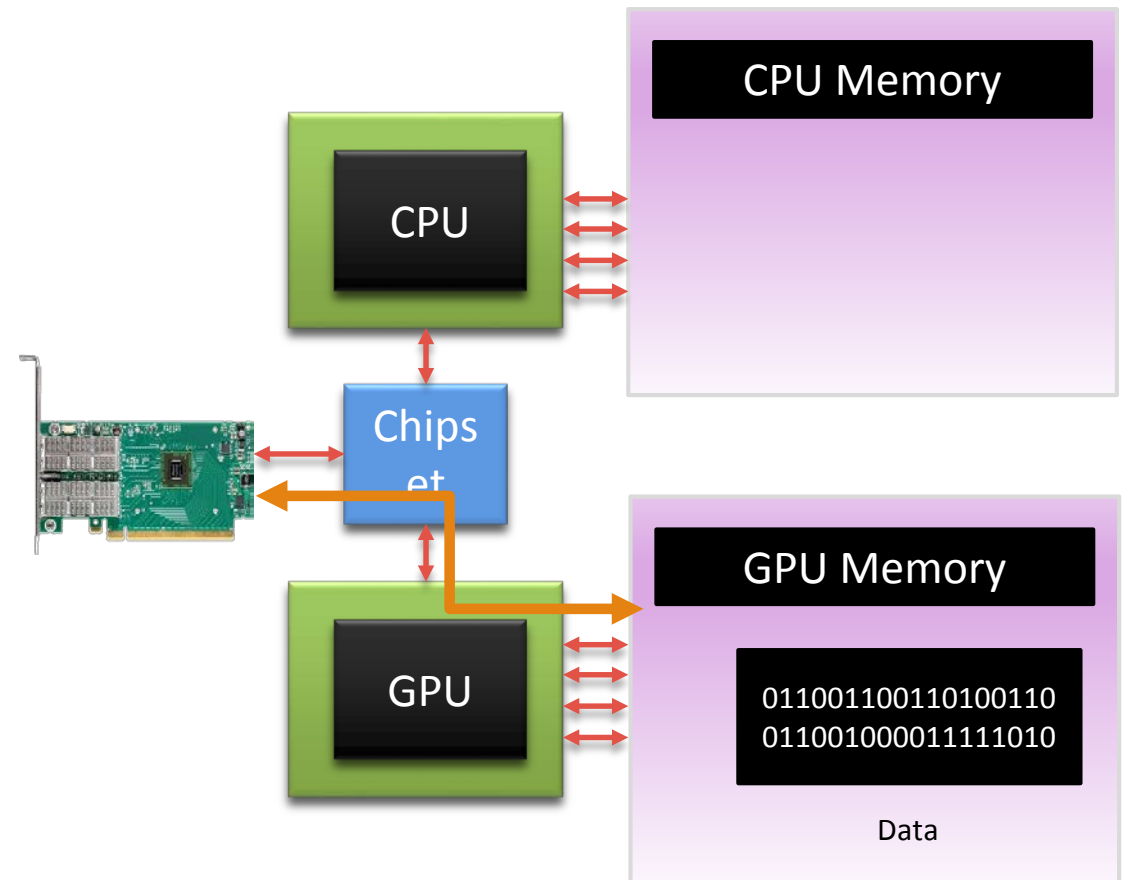 CPU Memory
CPU
Chips
et
GPU Memory
GPU
011001100110100110
011001000011111010
Data